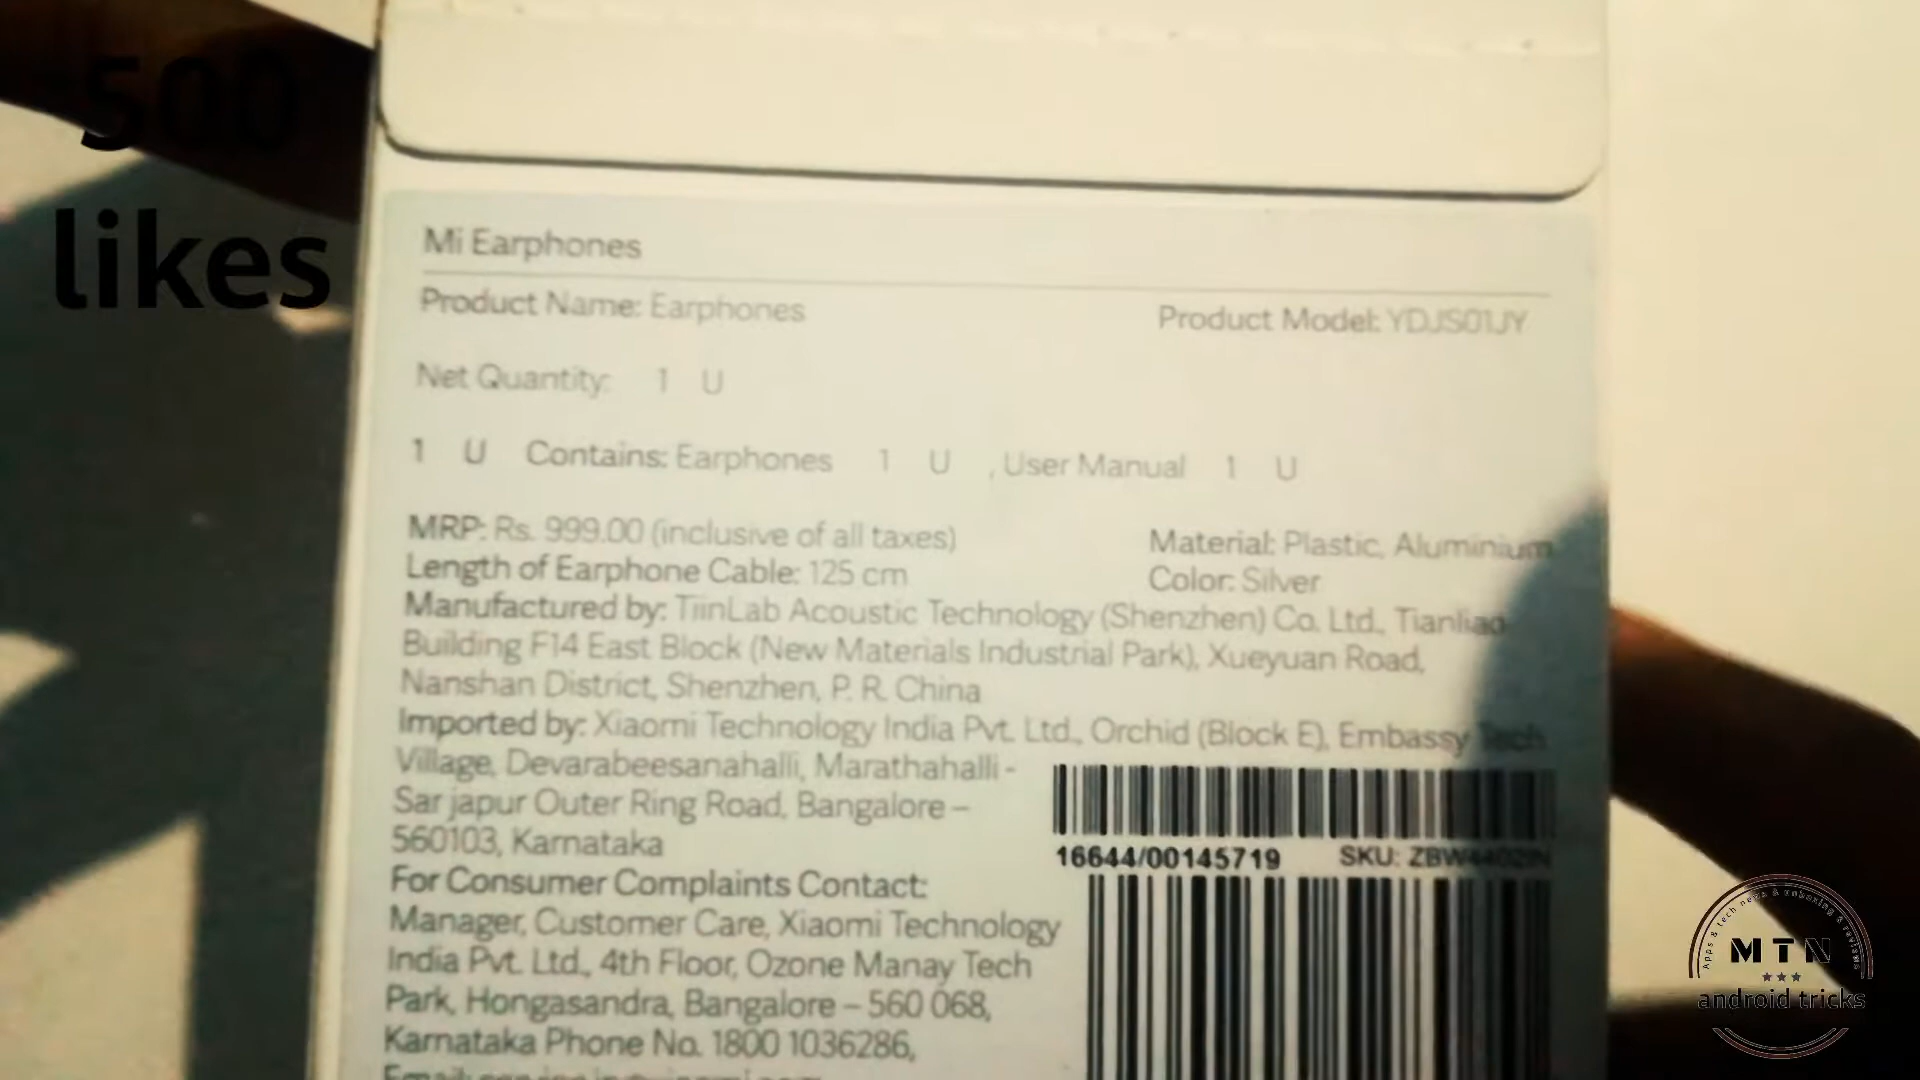 500
likes
Mi Earphones
Product Name: Earphones
Product Model: YDJS01JY
Net Quantity: 1 U
1 U Contains: Earphones 1 U , User Manual 1 U
MRP: Rs. 999.00 (inclusive of all taxes)
Material: Plastic, Aluminium
Length of Earphone Cable: 125 cm
Color: Silver
Manufactured by: TiinLab Acoustic Technology (Shenzhen) Co. Ltd., Tianliao
Building F14 East Block (New Materials Industrial Park), Xueyuan Road,
Nanshan District, Shenzhen, P. R. China
Imported by: Xiaomi Technology India Pvt. Ltd., Orchid (Block E), Embassy Tech
Village, Devarabeesanahalli, Marathahalli -
Sarjapur Outer Ring Road, Bangalore –
560103, Karnataka
16644/00145719 SKU: ZBW4402IN
For Consumer Complaints Contact:
Manager, Customer Care, Xiaomi Technology
India Pvt. Ltd., 4th Floor, Ozone Manay Tech
Park, Hongasandra, Bangalore – 560 068,
Karnataka Phone No. 1800 1036286,
Apps & tech news & unboxing & reviews
MTN
android tricks